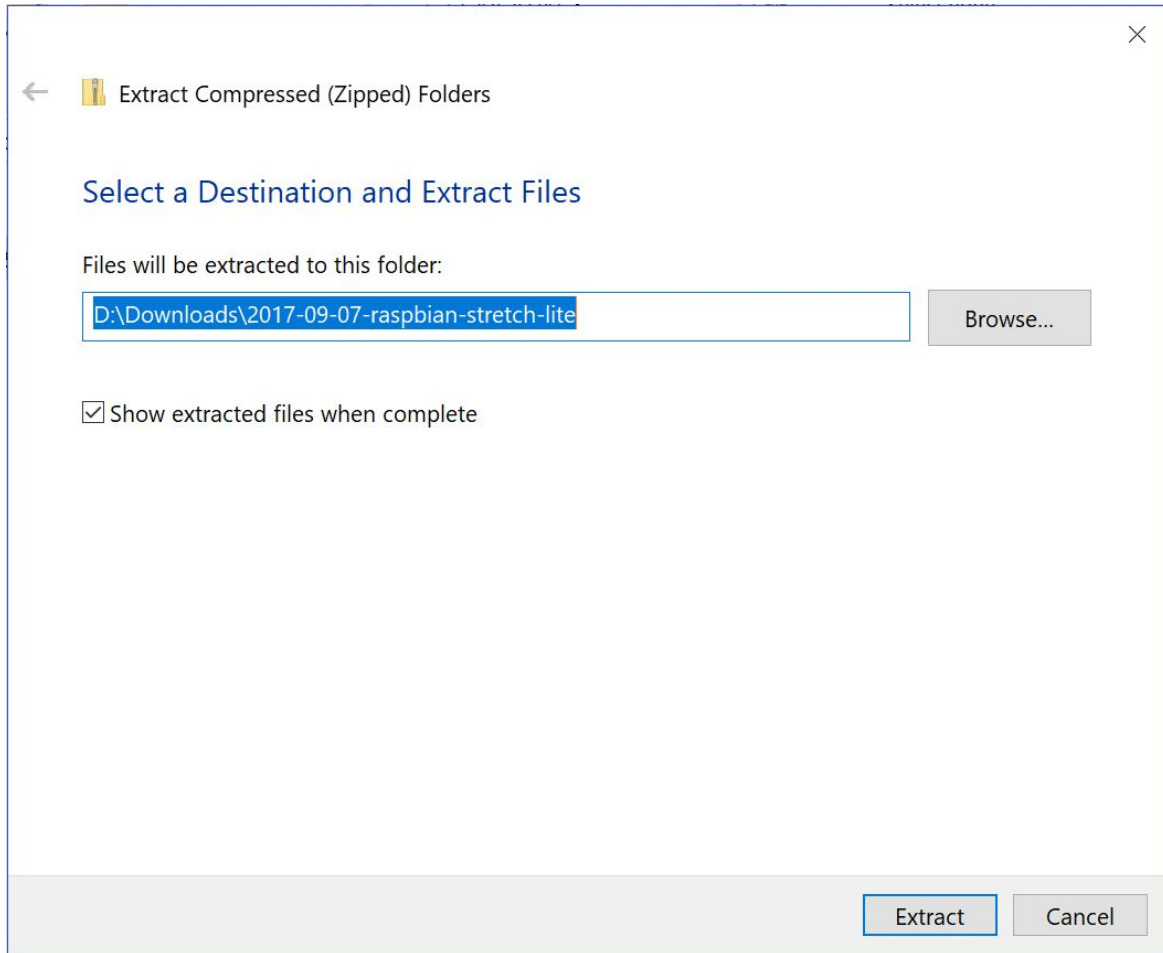 Extract Compressed (Zipped) Folders
Select a Destination and Extract Files
Files will be extracted to this folder:
D:\Downloads\2017-09-07-raspbian-stretch-lite
Browse...
Show extracted files when complete
Extract
Cancel